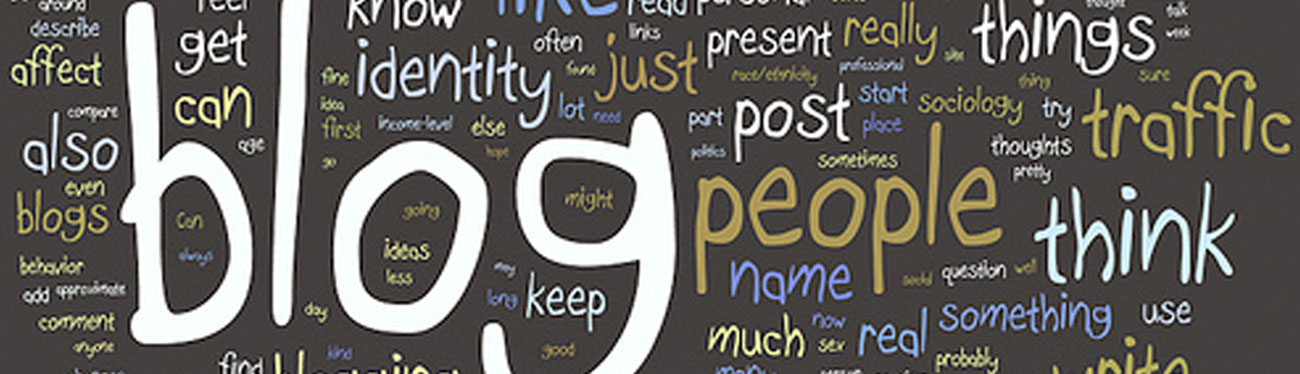 around
describe
affect
compare
also
even
blogs
behavior
add approximate
comment
anyone
feel
get
can
age
Can
always
blog
know
like
read personal
identity
often
links
just
fine
idea
first
income-level
else
hope
go
lot
need
found
going
ideas
less
might
may
long
keep
good
day
kind
find
blogging
present
really
things
thought
talk
week
race/ethnicity
professional
site
thing
sure
part
post
start
place
sociology
try
traffic
politics
sometimes
thoughts
pretty
people
think
name
social
question
well
much
now
sex
real
something
use
probably
write
many